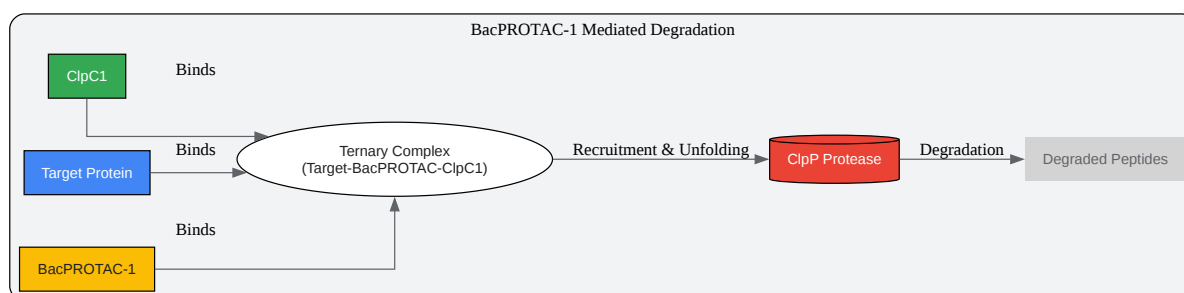 BacPROTAC-1 Mediated Degradation
ClpC1
Binds
Target Protein
Binds
BacPROTAC-1
Binds
Ternary Complex
(Target-BacPROTAC-ClpC1)
Recruitment & Unfolding
ClpP Protease
Degradation
Degraded Peptides